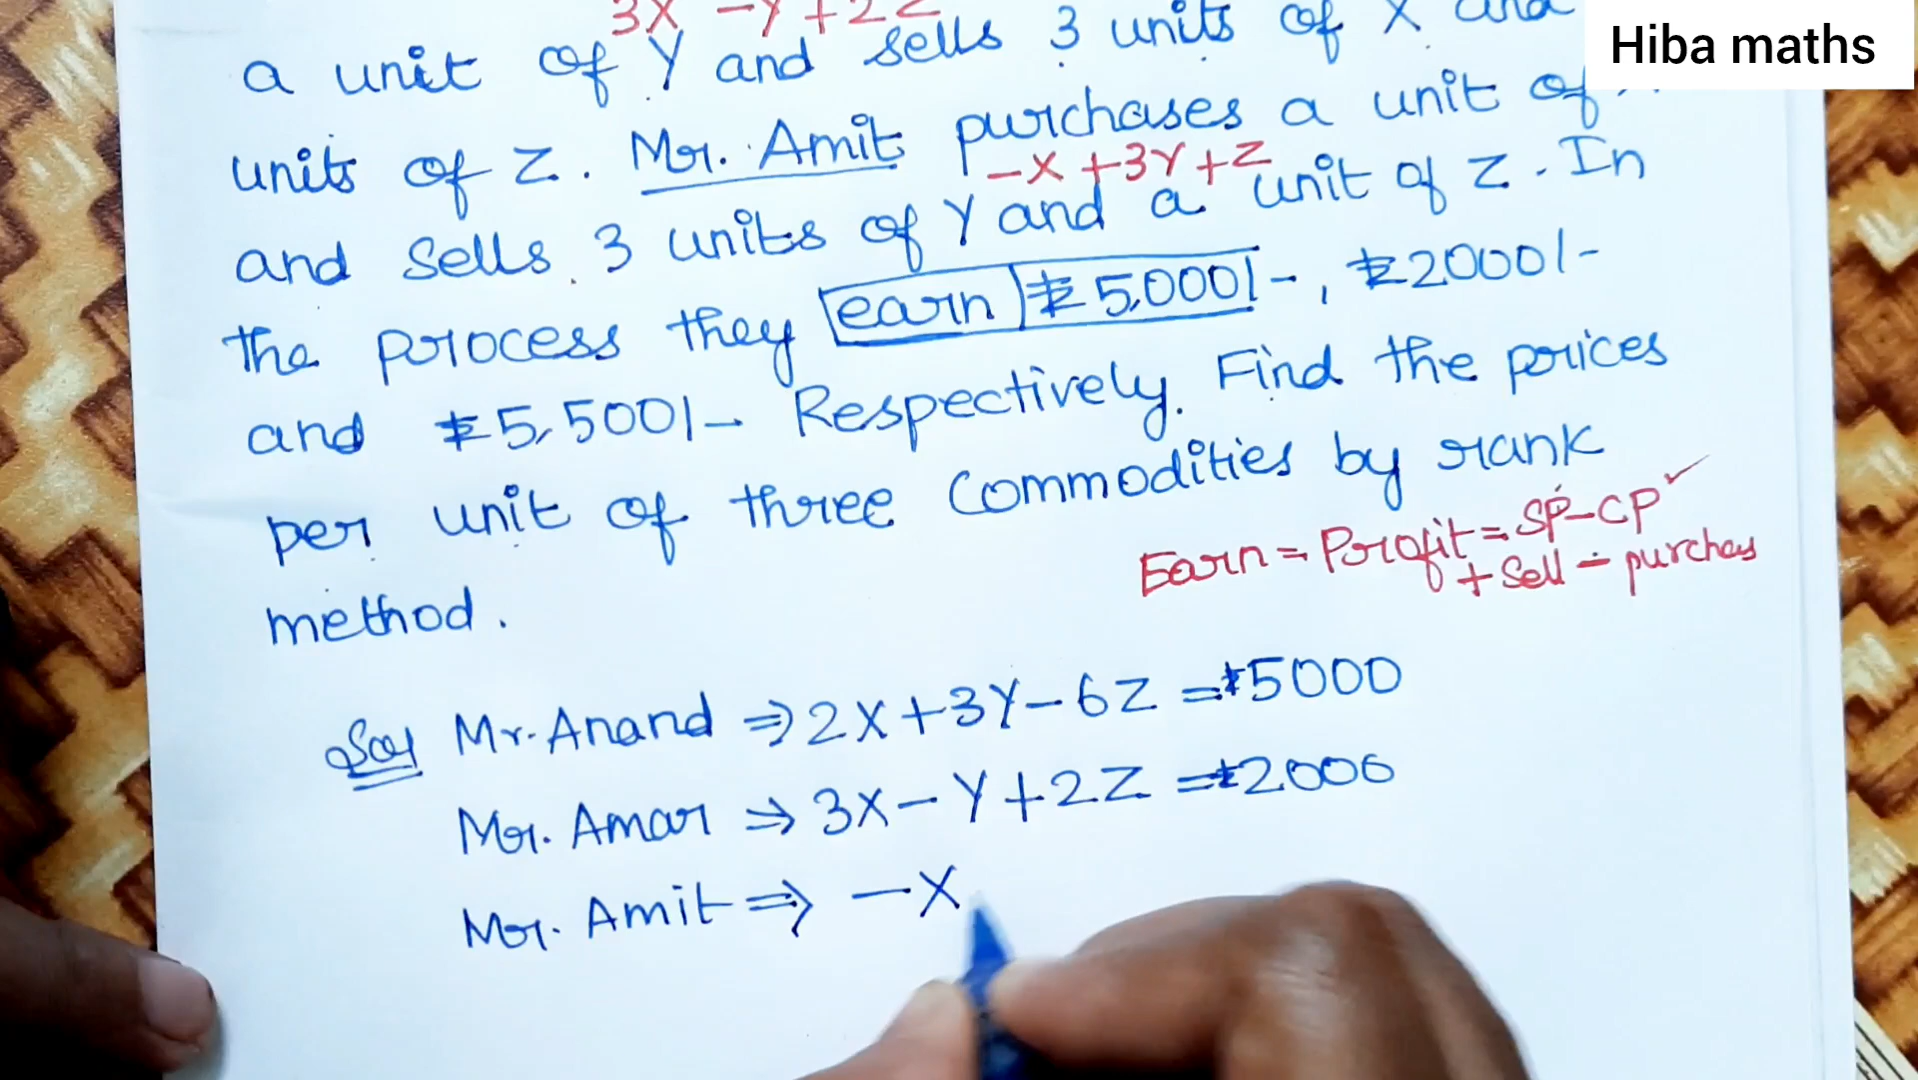 3X -Y+2Z
Hiba maths
a unit of Y and sells 3 units of X and
units of Z. Mr. Amit purchases a unit of
-X+3Y+Z
and sells 3 units of Y and a unit of Z. In
the process they earn ₹5,000/-, ₹2000/-
and ₹5,500/- Respectively. Find the prices
per unit of three Commodities by rank
method.
Earn = Profit = SP-CP ✓
+ Sell - purchas
Sol Mr. Anand ⇒ 2X+3Y-6Z = ₹5000
Mr. Amar ⇒ 3X-Y+2Z = ₹2000
Mr. Amit ⇒ -X